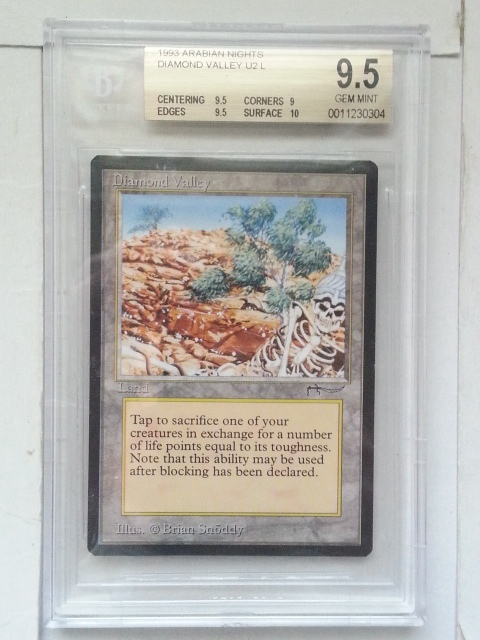 1993 ARABIAN NIGHTS
DIAMOND VALLEY U2 L
CENTERING 9.5 CORNERS 9
EDGES 9.5 SURFACE 10
9.5
GEM MINT
0011230304
Diamond Valley
Land
Tap to sacrifice one of your
creatures in exchange for a number
of life points equal to its toughness.
Note that this ability may be used
after blocking has been declared.
Illus. © Brian Snōddy